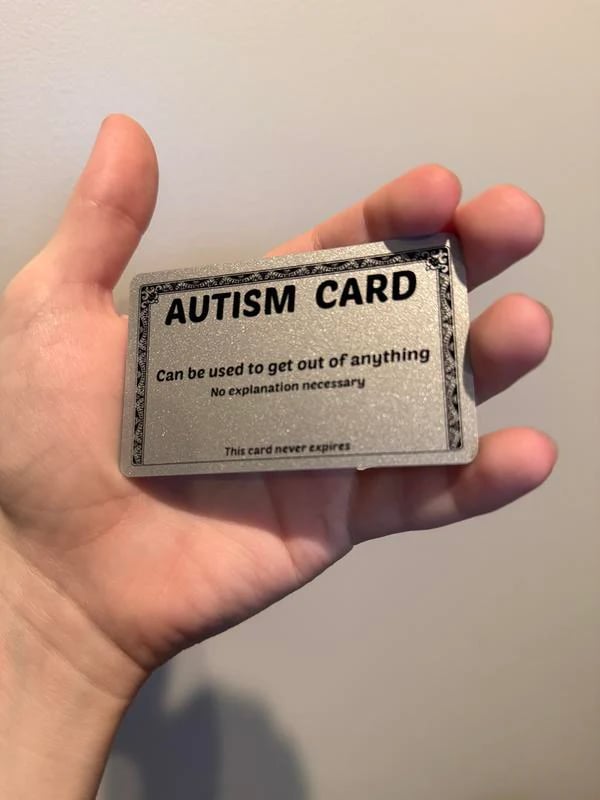 AUTISM CARD
Can be used to get out of anything
No explanation necessary
This card never expires